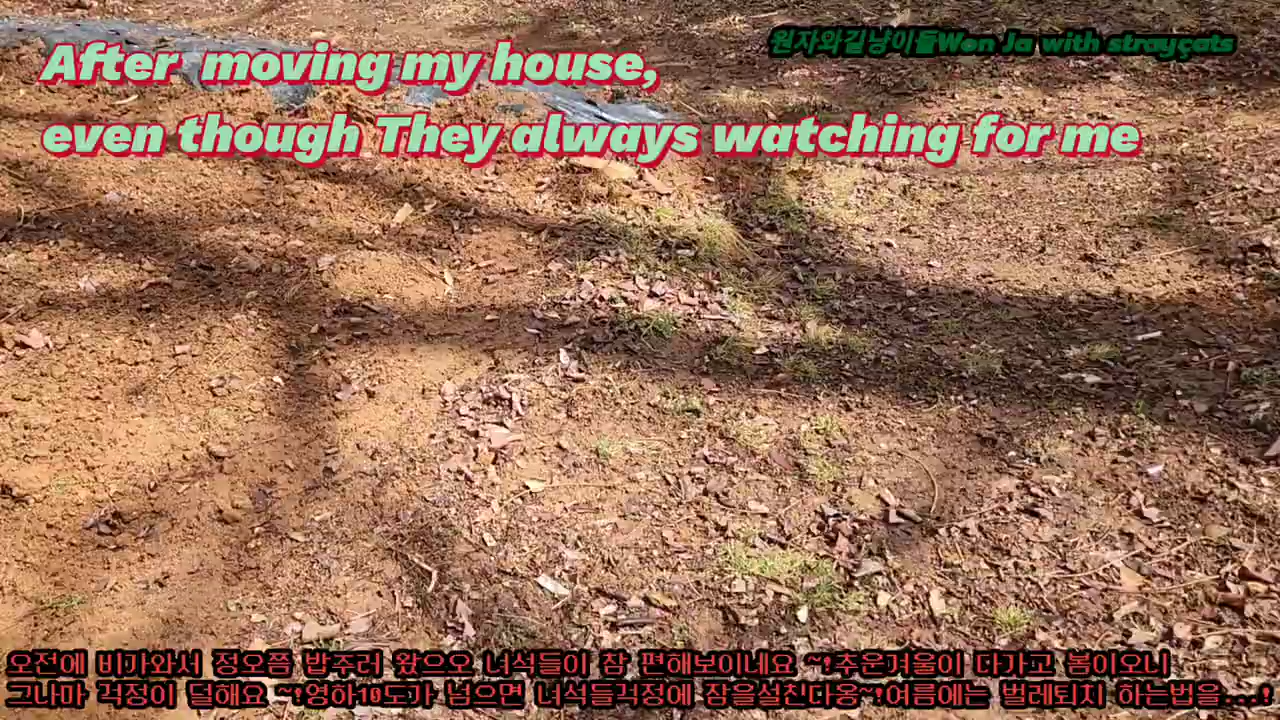 After moving my house,
원자와길냥이들Won Ja with strayçats
even though They always watching for me
오전에 비가와서 정오쯤 밥주러 왔으오 녀석들이 참 편해보이네요 ~!추운겨울이 다가고 봄이오니
그나마 걱정이 덜해요 ~!영하10도가 넘으면 녀석들걱정에 잠을설친다옹~!여름에는 벌레퇴치 하는법을...!